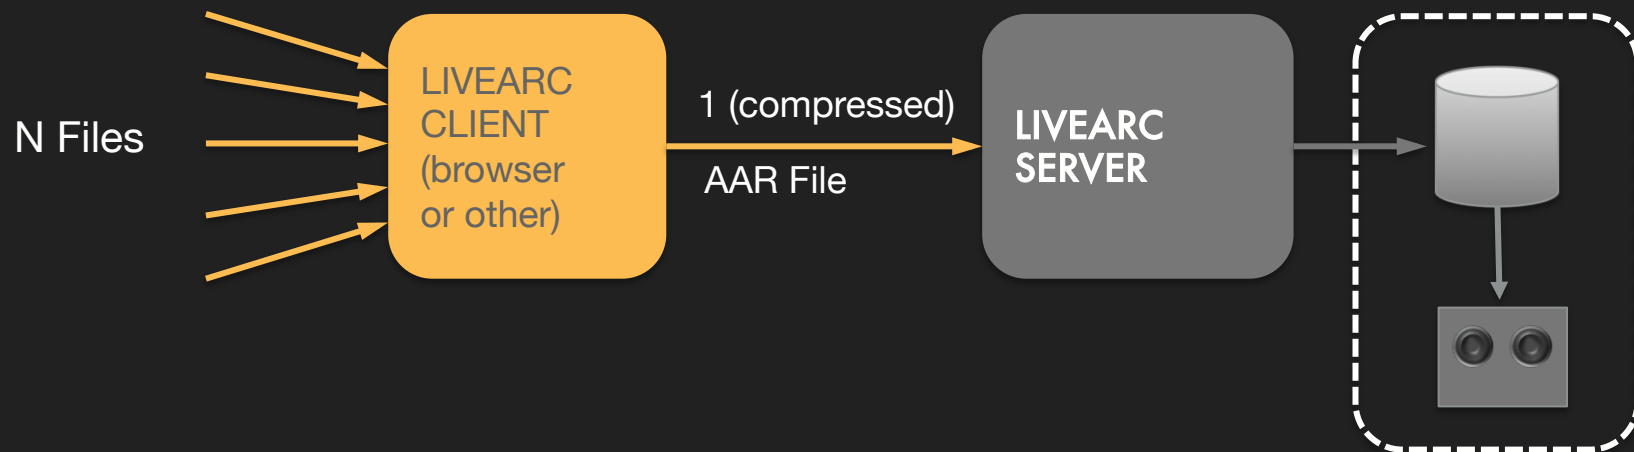 N Files
LIVEARC
CLIENT
(browser
or other)
1 (compressed)
AAR File
LIVEARC
SERVER